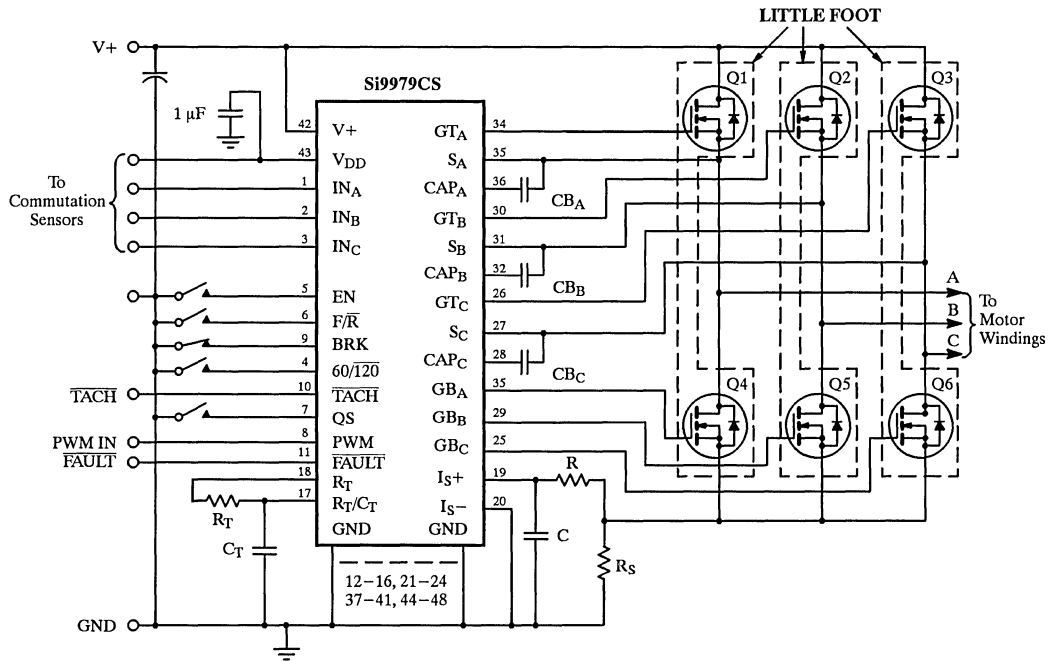 LITTLE FOOT
V+
Q1
Q2
Q3
Si9979CS
1 µF
42 V+ GTA 34
43 VDD SA 35
1 INA CAPA 36
CBA
2 INB GTB 30
3 INC SB 31
CAPB 32
CBB
To
Commutation
Sensors
5 EN GTC 26
6 F/R
SC 27
9 BRK
4 60/120 CAPC 28
CBC
A
B
C
To
Motor
Windings
TACH 10 TACH GBA 35
7 QS GBB 29
PWM IN 8 PWM GBC 25
FAULT 11 FAULT
18 RT IS+ 19
17 RT/CT IS− 20
GND GND
Q4
Q5
Q6
R
RT
CT
C
RS
12−16, 21−24
37−41, 44−48
GND